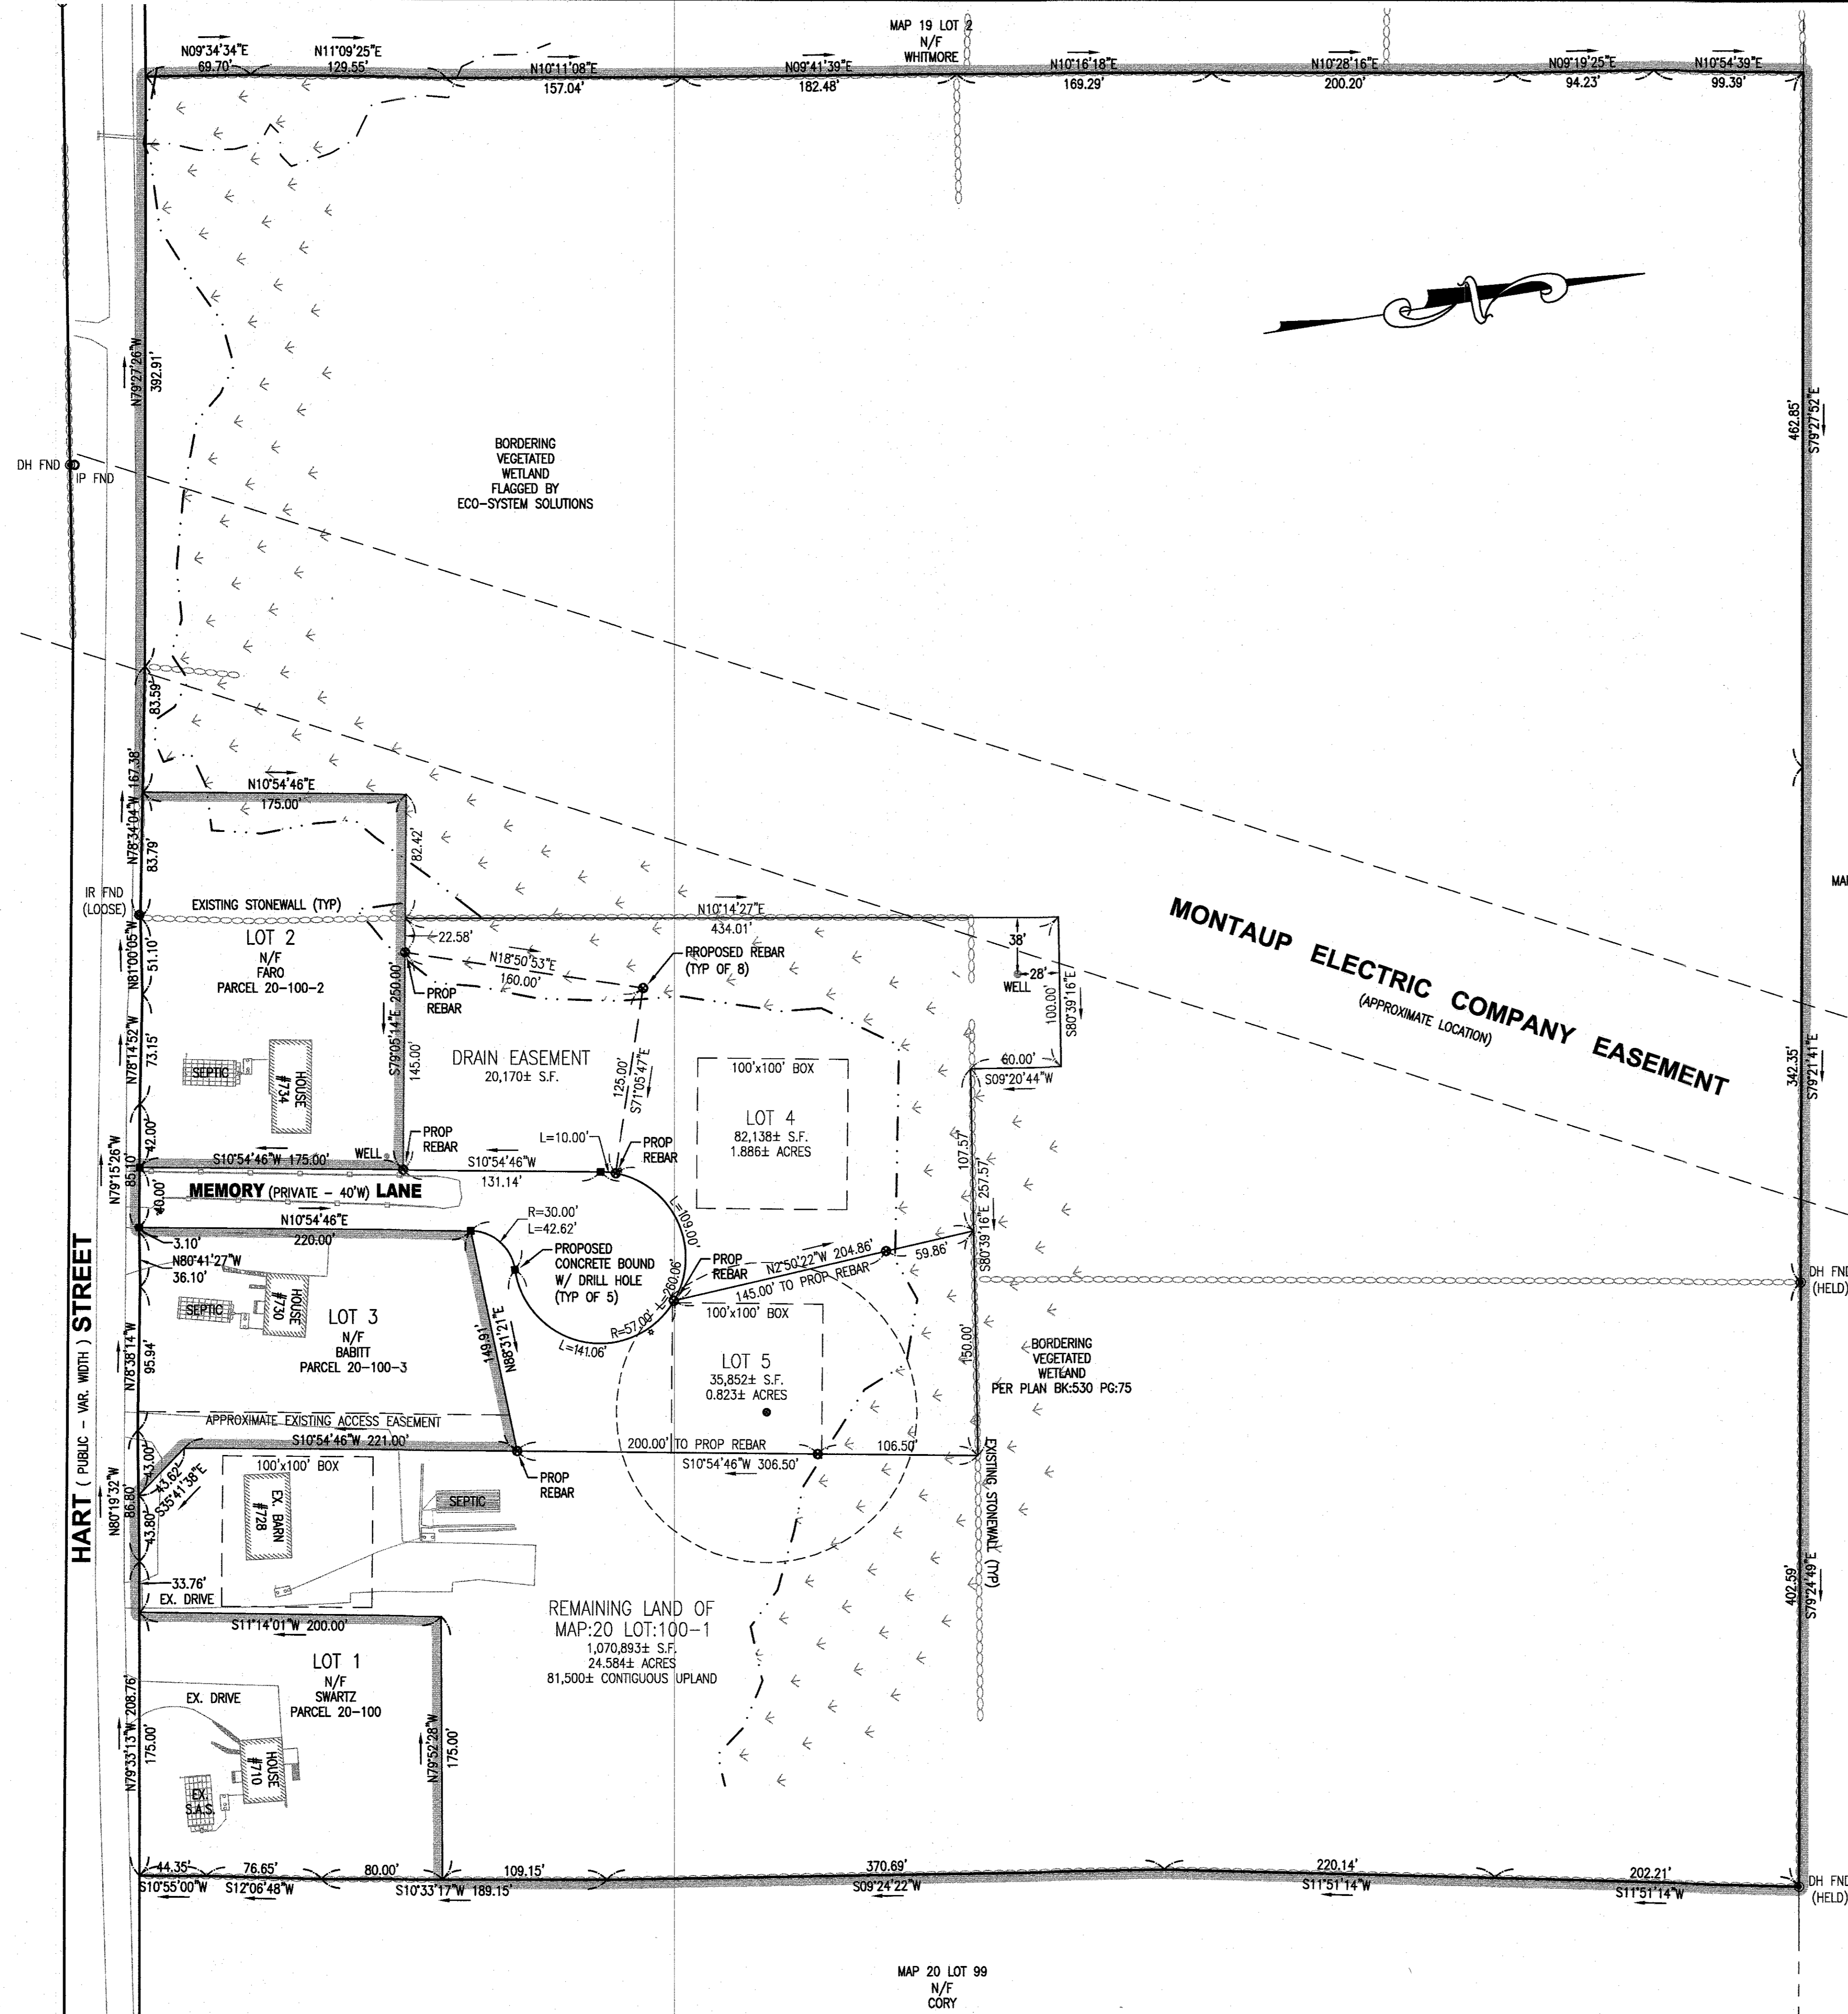 MAP 19 LOT 2
N/F
WHITMORE
N09°34'34"E
69.70'
N11°09'25"E
129.55'
N10°11'08"E
157.04'
N09°41'39"E
182.48'
N10°16'18"E
169.29'
N10°28'16"E
200.20'
N09°19'25"E
94.23'
N10°54'39"E
99.39'
N
N79°27'26"W
392.91'
462.85'
S79°27'52"E
DH FND
IP FND
BORDERING
VEGETATED
WETLAND
FLAGGED BY
ECO-SYSTEM SOLUTIONS
83.59'
N78°34'04"W 167.38'
83.79'
N10°54'46"E
175.00'
82.42'
IR FND
(LOOSE)
EXISTING STONEWALL (TYP)
N10°14'27"E
434.01'
MONTAUP ELECTRIC COMPANY EASEMENT
(APPROXIMATE LOCATION)
342.35'
S79°21'41"E
N81°00'05"W
51.10'
LOT 2
N/F
FARO
PARCEL 20-100-2
22.58'
N18°50'53"E
160.00'
PROPOSED REBAR
(TYP OF 8)
PROP
REBAR
38'
28'
WELL
100.00'
S80°39'16"E
60.00'
S09°20'44"W
N78°14'52"W
73.15'
SEPTIC
HOUSE
#734
S79°05'14"E 250.00'
145.00'
DRAIN EASEMENT
20,170± S.F.
125.00'
S71°05'47"E
100'x100' BOX
LOT 4
82,138± S.F.
1.886± ACRES
107.57'
S80°39'16"E 257.57'
42.00'
N79°15'26"W
85.10'
S10°54'46"W 175.00'
WELL
PROP
REBAR
L=10.00'
PROP
REBAR
S10°54'46"W
131.14'
MEMORY (PRIVATE - 40'W) LANE
40.00'
N10°54'46"E
220.00'
R=30.00'
L=42.62'
L=109.00'
3.10'
N80°41'27"W
36.10'
PROPOSED
CONCRETE BOUND
W/ DRILL HOLE
(TYP OF 5)
PROP
REBAR
L=260.06'
R=57.00'
L=141.06'
N2°50'22"W 204.86'
59.86'
145.00' TO PROP REBAR
100'x100' BOX
DH FND
(HELD)
HART ( PUBLIC - VAR. WIDTH ) STREET
SEPTIC
HOUSE
#730
LOT 3
N/F
BABITT
PARCEL 20-100-3
N78°38'14"W
95.94'
149.91'
N88°31'21"E
LOT 5
35,852± S.F.
0.823± ACRES
150.00'
BORDERING
VEGETATED
WETLAND
PER PLAN BK:530 PG:75
APPROXIMATE EXISTING ACCESS EASEMENT
S10°54'46"W 221.00'
200.00' TO PROP REBAR
106.50'
S10°54'46"W 306.50'
PROP
REBAR
EXISTING STONEWALL (TYP)
43.00'
43.62'
S35°41'38"E
N80°19'32"W
86.80'
43.80'
100'x100' BOX
EX. BARN
#728
SEPTIC
33.76'
EX. DRIVE
S11°14'01"W 200.00'
402.59'
S79°24'49"E
REMAINING LAND OF
MAP:20 LOT:100-1
1,070,893± S.F.
24.584± ACRES
81,500± CONTIGUOUS UPLAND
LOT 1
N/F
SWARTZ
PARCEL 20-100
EX. DRIVE
N79°33'13"W 208.76'
175.00'
HOUSE
#710
EX.
S.A.S.
N79°52'28"W
175.00'
44.35'
S10°55'00"W
76.65'
S12°06'48"W
80.00'
109.15'
S10°33'17"W 189.15'
370.69'
S09°24'22"W
220.14'
S11°51'14"W
202.21'
S11°51'14"W
DH FND
(HELD)
MAP 20 LOT 99
N/F
CORY